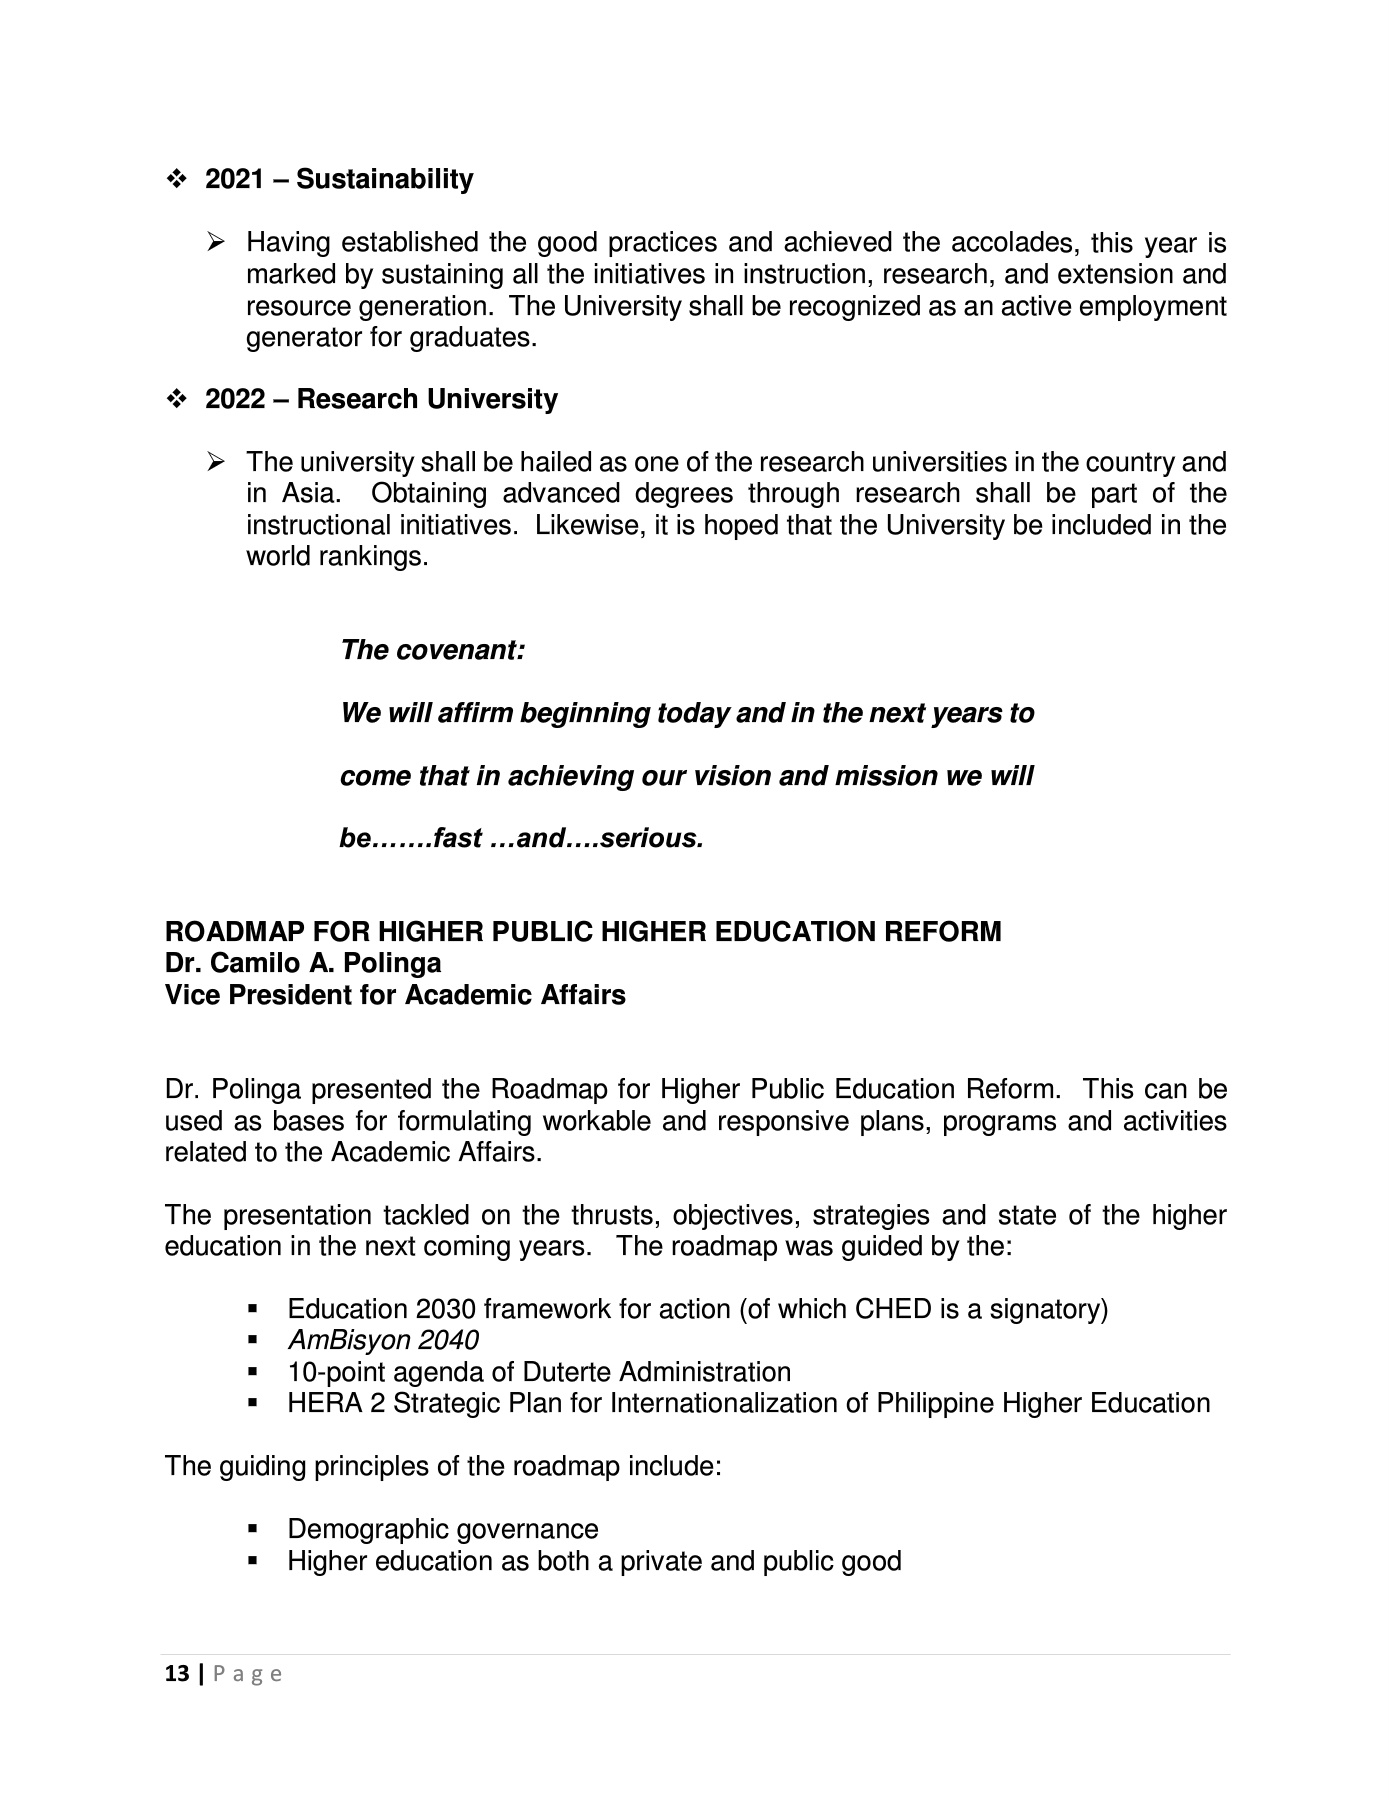 ❖ 2021 – Sustainability
➢ Having established the good practices and achieved the accolades, this year is
marked by sustaining all the initiatives in instruction, research, and extension and
resource generation. The University shall be recognized as an active employment
generator for graduates.
❖ 2022 – Research University
➢ The university shall be hailed as one of the research universities in the country and
in Asia. Obtaining advanced degrees through research shall be part of the
instructional initiatives. Likewise, it is hoped that the University be included in the
world rankings.
The covenant:
We will affirm beginning today and in the next years to
come that in achieving our vision and mission we will
be…….fast …and….serious.
ROADMAP FOR HIGHER PUBLIC HIGHER EDUCATION REFORM
Dr. Camilo A. Polinga
Vice President for Academic Affairs
Dr. Polinga presented the Roadmap for Higher Public Education Reform. This can be
used as bases for formulating workable and responsive plans, programs and activities
related to the Academic Affairs.
The presentation tackled on the thrusts, objectives, strategies and state of the higher
education in the next coming years. The roadmap was guided by the:
▪ Education 2030 framework for action (of which CHED is a signatory)
▪ AmBisyon 2040
▪ 10-point agenda of Duterte Administration
▪ HERA 2 Strategic Plan for Internationalization of Philippine Higher Education
The guiding principles of the roadmap include:
▪ Demographic governance
▪ Higher education as both a private and public good
13 | P a g e